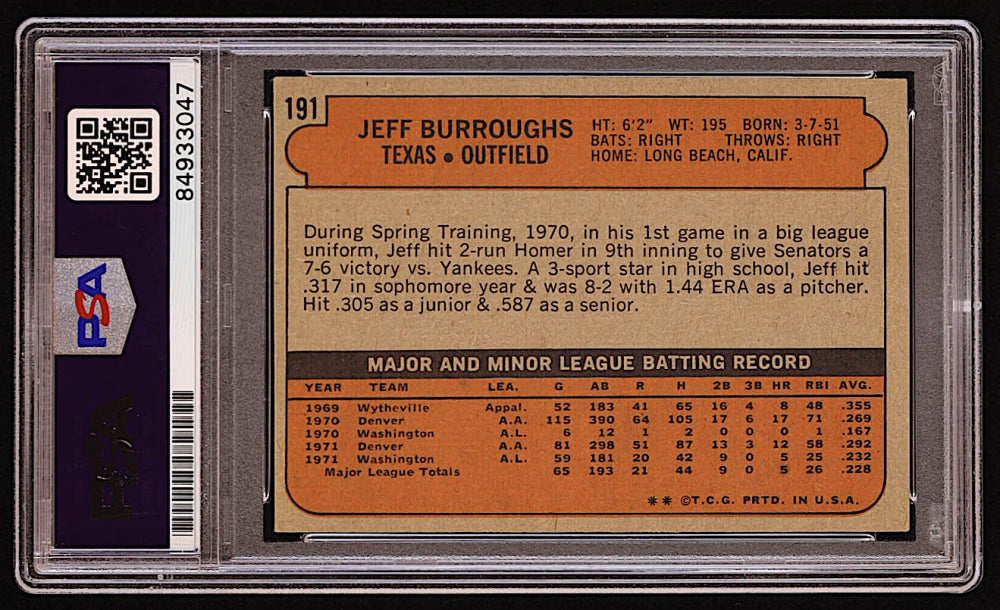 84933047
PSA
PSA
191
JEFF BURROUGHS
TEXAS • OUTFIELD
HT: 6'2" WT: 195 BORN: 3-7-51
BATS: RIGHT THROWS: RIGHT
HOME: LONG BEACH, CALIF.
During Spring Training, 1970, in his 1st game in a big league
uniform, Jeff hit 2-run Homer in 9th inning to give Senators a
7-6 victory vs. Yankees. A 3-sport star in high school, Jeff hit
.317 in sophomore year & was 8-2 with 1.44 ERA as a pitcher.
Hit .305 as a junior & .587 as a senior.
MAJOR AND MINOR LEAGUE BATTING RECORD
YEAR TEAM LEA. G AB R H 2B 3B HR RBI AVG.
1969 Wytheville Appal. 52 183 41 65 16 4 8 48 .355
1970 Denver A.A. 115 390 64 105 17 6 17 71 .269
1970 Washington A.L. 6 12 1 2 0 0 0 1 .167
1971 Denver A.A. 81 298 51 87 13 3 12 58 .292
1971 Washington A.L. 59 181 20 42 9 0 5 25 .232
Major League Totals 65 193 21 44 9 0 5 26 .228
** ©T.C.G. PRTD. IN U.S.A.